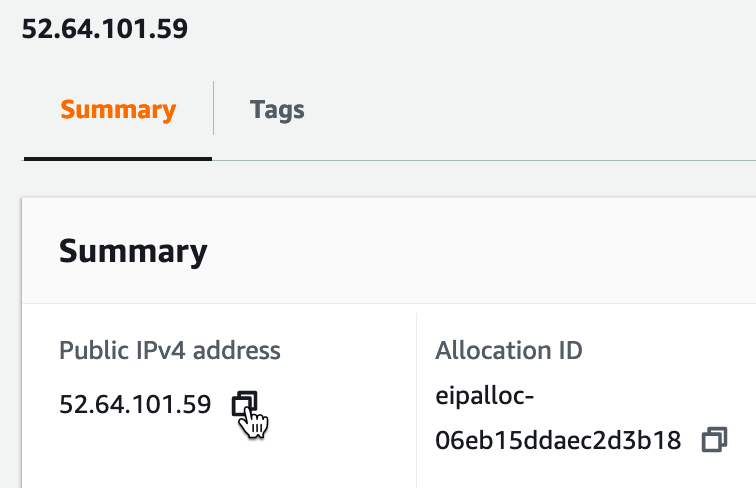 52.64.101.59
Summary
Tags
Summary
Public IPv4 address
52.64.101.59
Allocation ID
eipalloc-
06eb15ddaec2d3b18